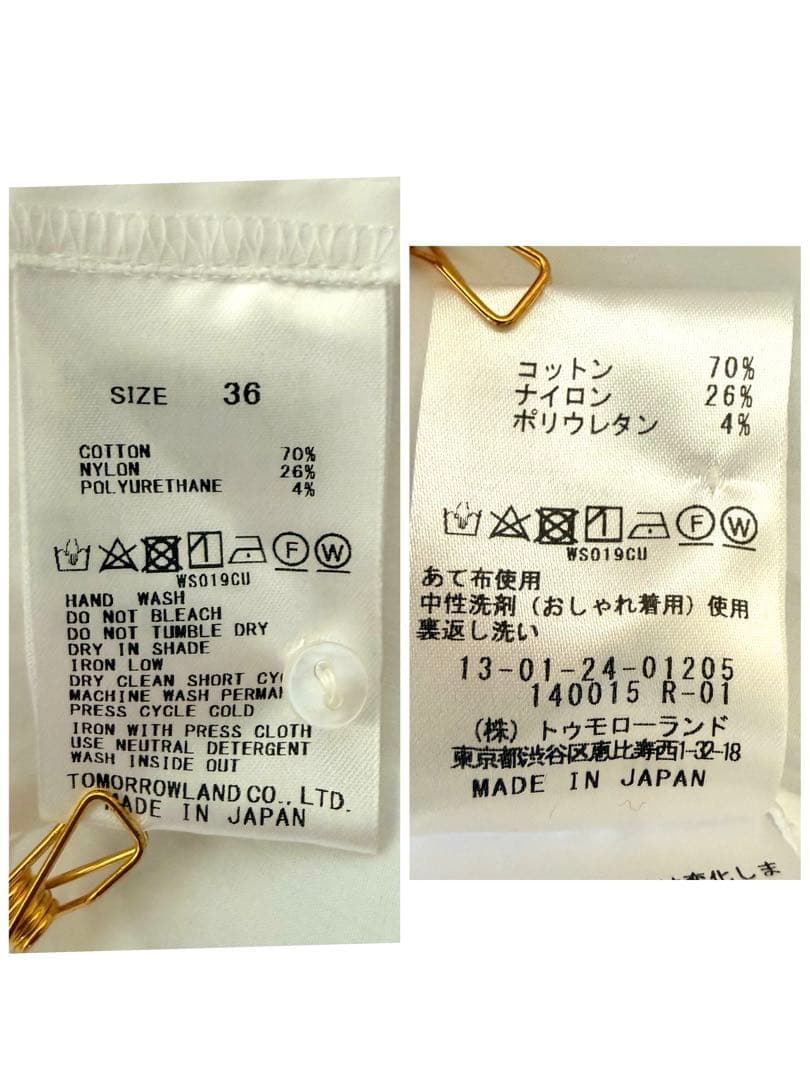 SIZE 36
COTTON 70%
NYLON 26%
POLYURETHANE 4%
F W
WS019CU
HAND WASH
DO NOT BLEACH
DO NOT TUMBLE DRY
DRY IN SHADE
IRON LOW
DRY CLEAN SHORT
MACHINE WASH
PRESS CYCLE COLD
IRON WITH PRESS CLOTH
USE NEUTRAL DETERGENT
WASH INSIDE OUT
TOMORROWLAND CO., LTD.
MADE IN JAPAN
コットン 70%
ナイロン 26%
ポリウレタン 4%
F W
WS019CU
あて布使用
中性洗剤(おしゃれ着用)使用
裏返し洗い
13-01-24-01205
140015 R-01
(株)トゥモローランド
東京都渋谷区恵比寿西1-32-18
MADE IN JAPAN